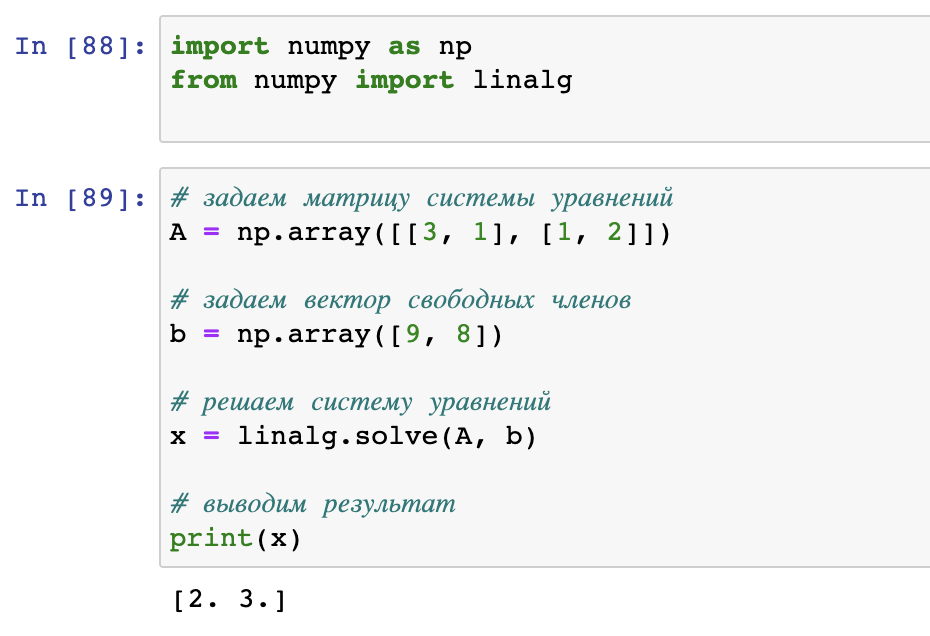 In [88]:
import numpy as np
from numpy import linalg
In [89]:
# задаем матрицу системы уравнений
A = np.array([[3, 1], [1, 2]])
# задаем вектор свободных членов
b = np.array([9, 8])
# решаем систему уравнений
x = linalg.solve(A, b)
# выводим результат
print(x)
[2. 3.]